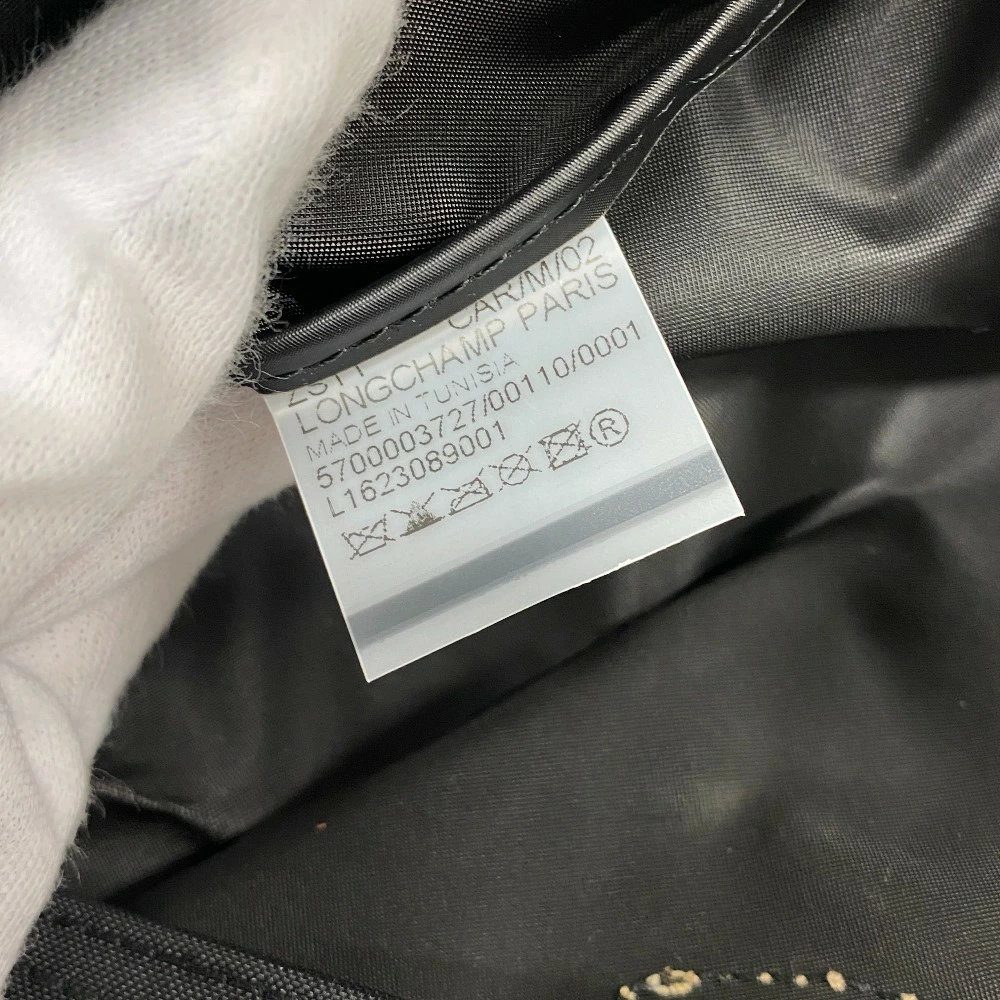 CAR/M/02
LONGCHAMP PARIS
MADE IN TUNISIA
5700003727/00110/0001
L1623089001
®